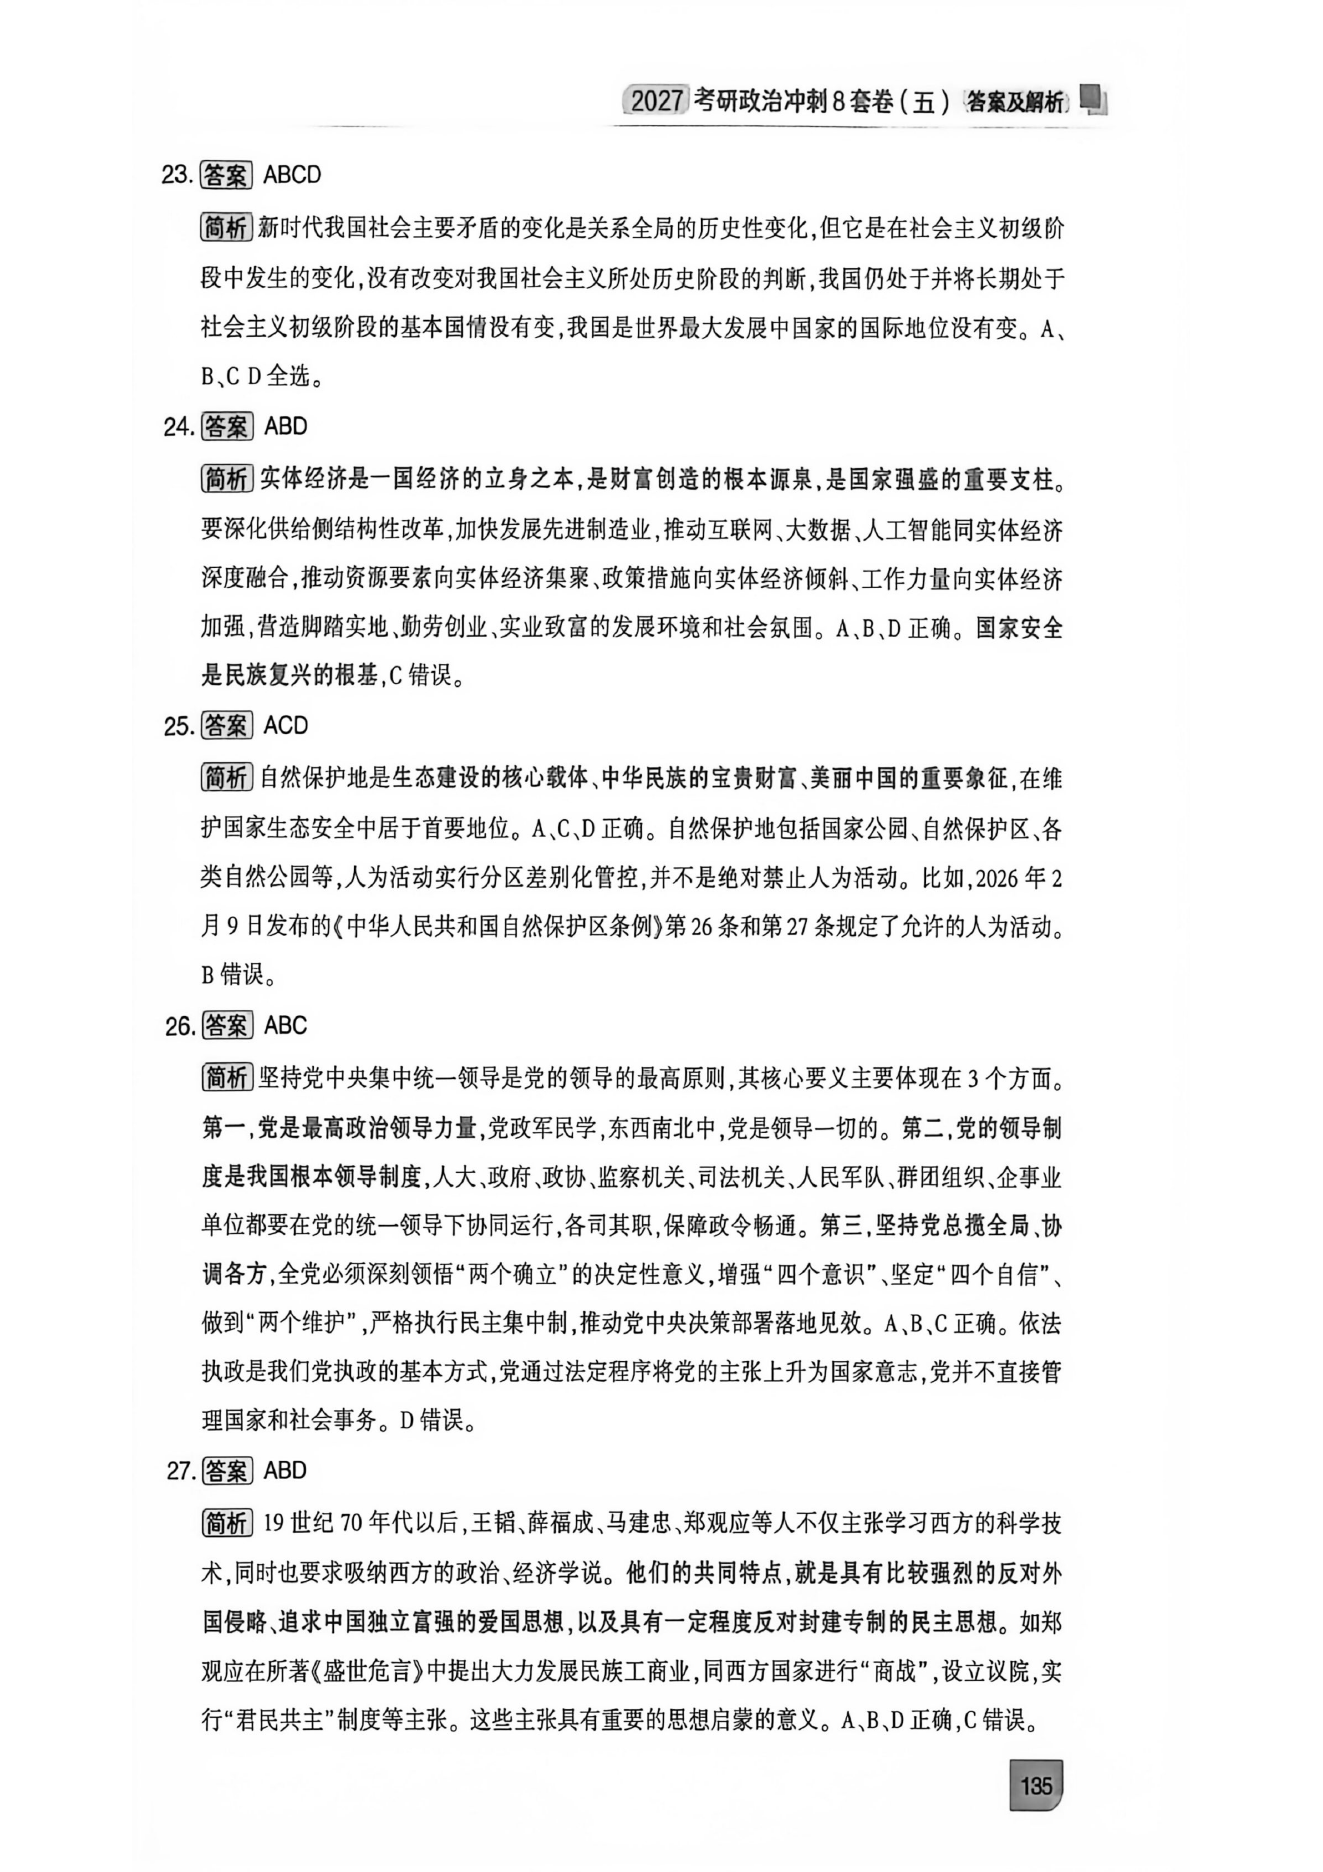 2027 考研政治冲刺8套卷(五) 答案及解析
23. 答案 ABCD
简析 新时代我国社会主要矛盾的变化是关系全局的历史性变化,但它是在社会主义初级阶
段中发生的变化,没有改变对我国社会主义所处历史阶段的判断,我国仍处于并将长期处于
社会主义初级阶段的基本国情没有变,我国是世界最大发展中国家的国际地位没有变。A、
B、C D全选。
24. 答案 ABD
简析 实体经济是一国经济的立身之本,是财富创造的根本源泉,是国家强盛的重要支柱。
要深化供给侧结构性改革,加快发展先进制造业,推动互联网、大数据、人工智能同实体经济
深度融合,推动资源要素向实体经济集聚、政策措施向实体经济倾斜、工作力量向实体经济
加强,营造脚踏实地、勤劳创业、实业致富的发展环境和社会氛围。A、B、D正确。国家安全
是民族复兴的根基,C错误。
25. 答案 ACD
简析 自然保护地是生态建设的核心载体、中华民族的宝贵财富、美丽中国的重要象征,在维
护国家生态安全中居于首要地位。A、C、D正确。自然保护地包括国家公园、自然保护区、各
类自然公园等,人为活动实行分区差别化管控,并不是绝对禁止人为活动。比如,2026年2
月9日发布的《中华人民共和国自然保护区条例》第26条和第27条规定了允许的人为活动。
B错误。
26. 答案 ABC
简析 坚持党中央集中统一领导是党的领导的最高原则,其核心要义主要体现在3个方面。
第一,党是最高政治领导力量,党政军民学,东西南北中,党是领导一切的。第二,党的领导制
度是我国根本领导制度,人大、政府、政协、监察机关、司法机关、人民军队、群团组织、企事业
单位都要在党的统一领导下协同运行,各司其职,保障政令畅通。第三,坚持党总揽全局、协
调各方,全党必须深刻领悟“两个确立”的决定性意义,增强“四个意识”、坚定“四个自信”、
做到“两个维护”,严格执行民主集中制,推动党中央决策部署落地见效。A、B、C正确。依法
执政是我们党执政的基本方式,党通过法定程序将党的主张上升为国家意志,党并不直接管
理国家和社会事务。D错误。
27. 答案 ABD
简析 19世纪70年代以后,王韬、薛福成、马建忠、郑观应等人不仅主张学习西方的科学技
术,同时也要求吸纳西方的政治、经济学说。他们的共同特点,就是具有比较强烈的反对外
国侵略、追求中国独立富强的爱国思想,以及具有一定程度反对封建专制的民主思想。如郑
观应在所著《盛世危言》中提出大力发展民族工商业,同西方国家进行“商战”,设立议院,实
行“君民共主”制度等主张。这些主张具有重要的思想启蒙的意义。A、B、D正确,C错误。
135